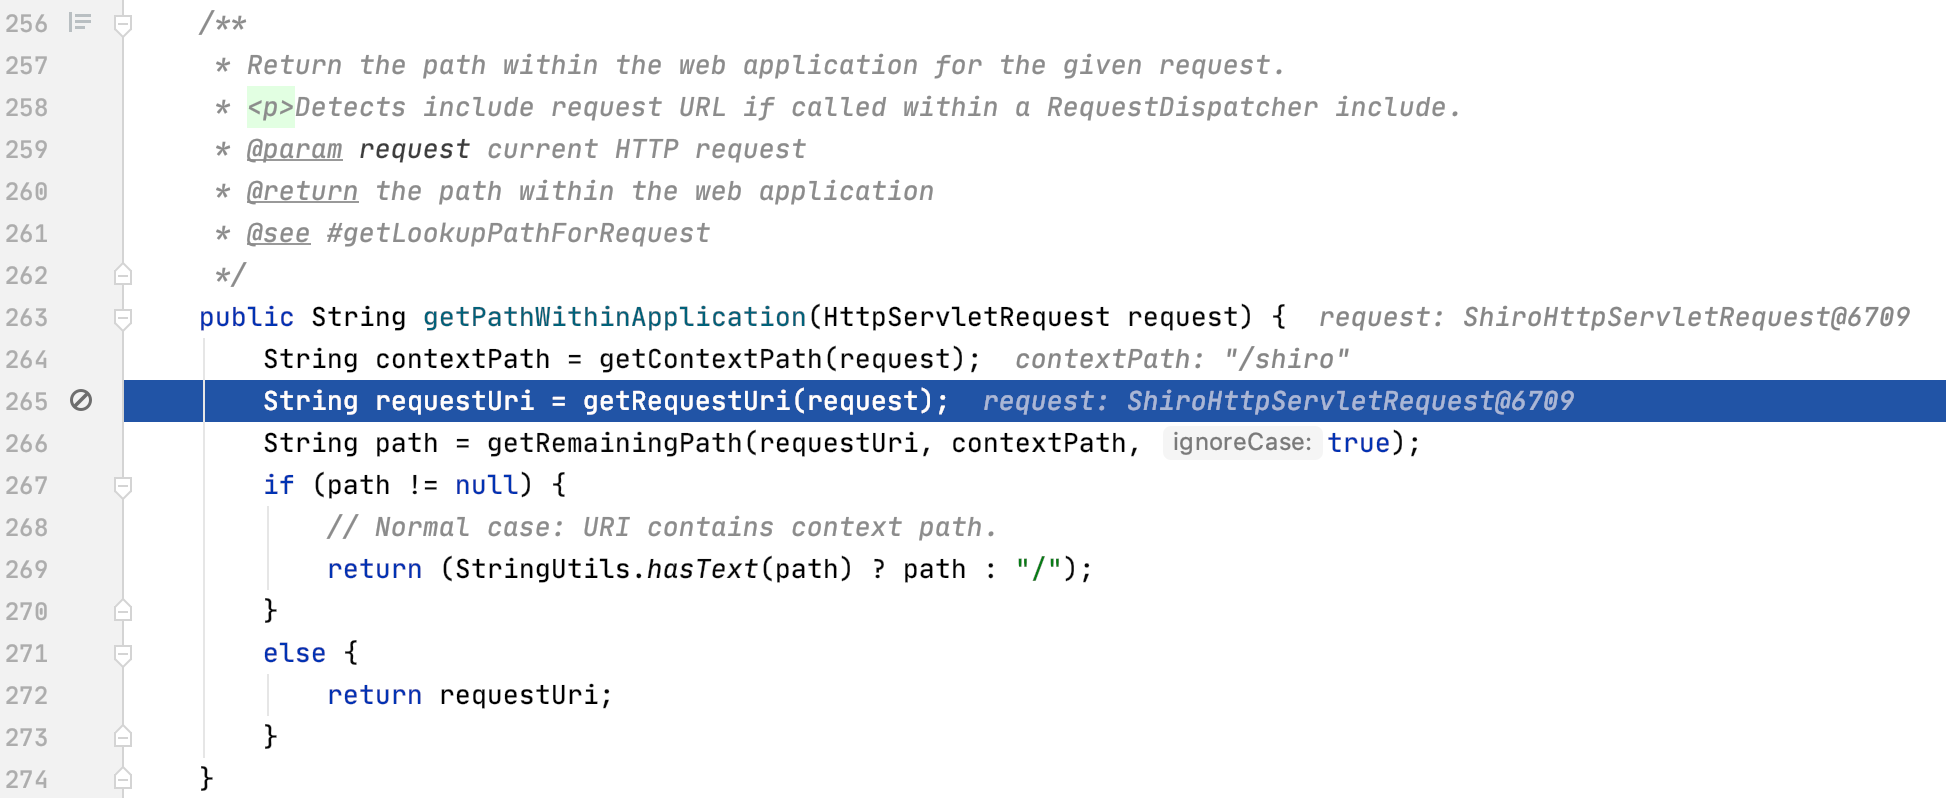 256 /**
257 * Return the path within the web application for the given request.
258 * <p>Detects include request URL if called within a RequestDispatcher include.
259 * @param request current HTTP request
260 * @return the path within the web application
261 * @see #getLookupPathForRequest
262 */
263 public String getPathWithinApplication(HttpServletRequest request) { request: ShiroHttpServletRequest@6709
264 String contextPath = getContextPath(request); contextPath: "/shiro"
265 String requestUri = getRequestUri(request); request: ShiroHttpServletRequest@6709
266 String path = getRemainingPath(requestUri, contextPath, ignoreCase: true);
267 if (path != null) {
268 // Normal case: URI contains context path.
269 return (StringUtils.hasText(path) ? path : "/");
270 }
271 else {
272 return requestUri;
273 }
274 }